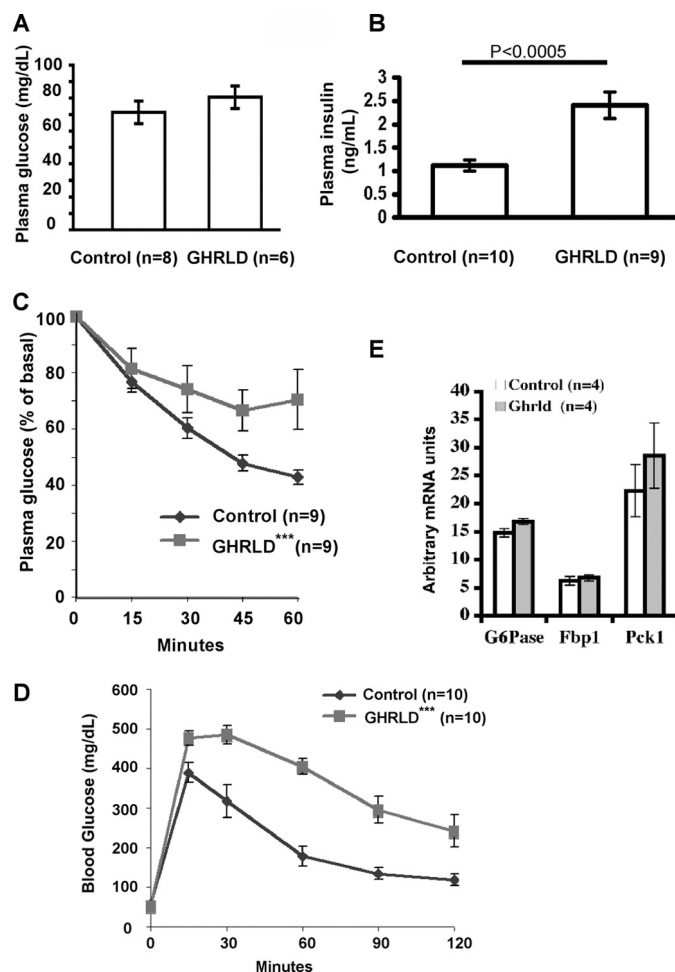 A
Plasma glucose (mg/dL)
100
80
60
40
20
0
Control (n=8) GHRLD (n=6)
B
P<0.0005
Plasma insulin
(ng/mL)
3
2.5
2
1.5
1
0.5
0
Control (n=10) GHRLD (n=9)
C
Plasma glucose (% of basal)
100
80
60
40
20
0
0 15 30 45 60
Minutes
Control (n=9)
GHRLD*** (n=9)
E
Control (n=4)
Ghrld (n=4)
Arbitrary mRNA units
40
35
30
25
20
15
10
5
0
G6Pase Fbp1 Pck1
D
Blood Glucose (mg/dL)
600
500
400
300
200
100
0
0 30 60 90 120
Minutes
Control (n=10)
GHRLD*** (n=10)